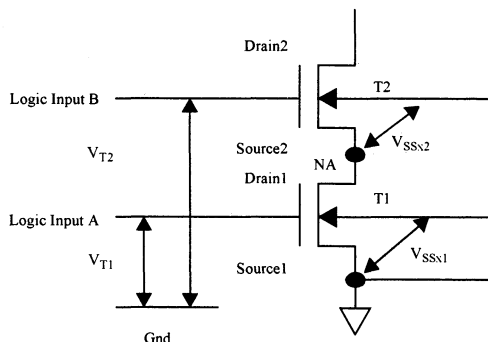 Drain2
T2
Logic Input B
V_SSx2
V_T2
Source2
NA
Drain1
T1
Logic Input A
V_T1
V_SSx1
Source1
Gnd